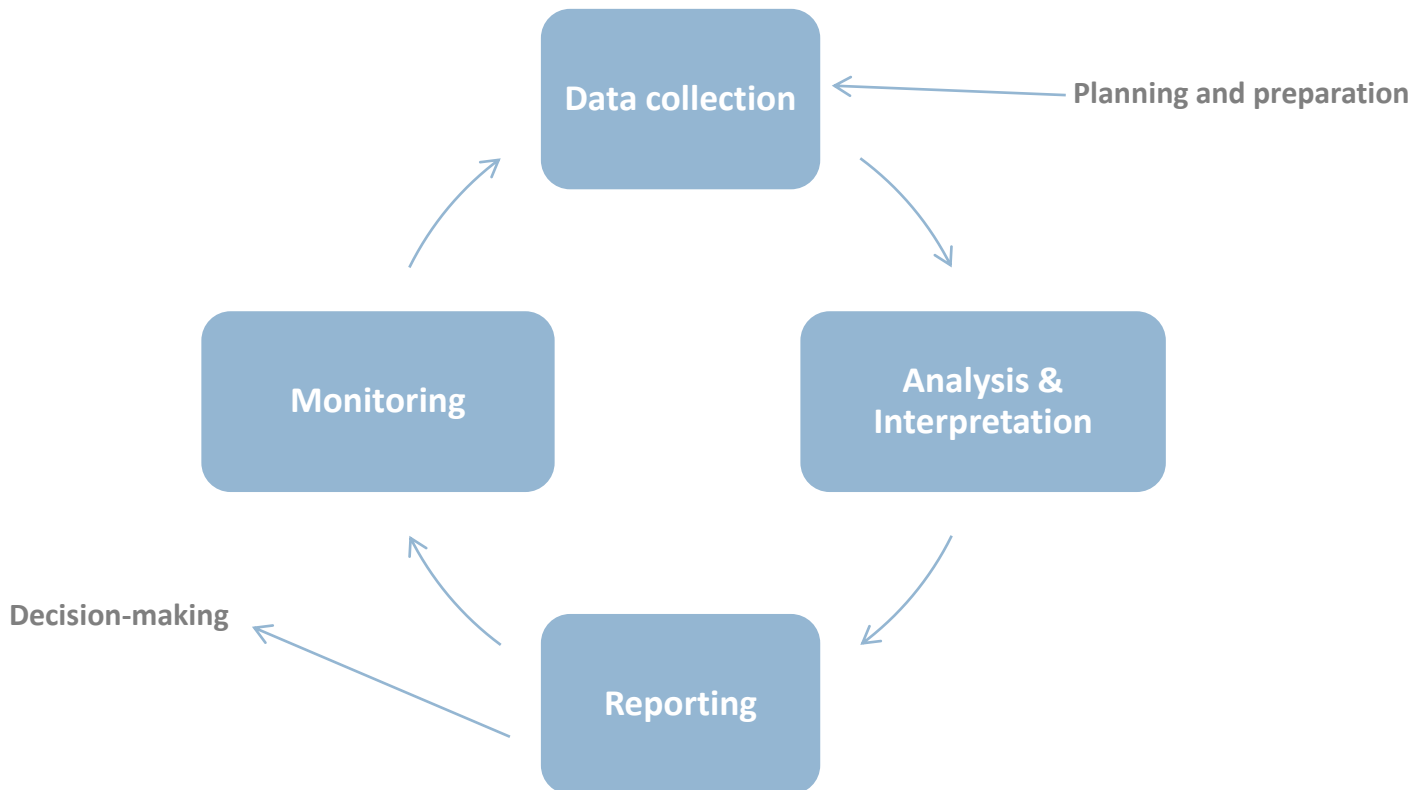 Data collection
Planning and preparation
Monitoring
Analysis &
Interpretation
Decision-making
Reporting